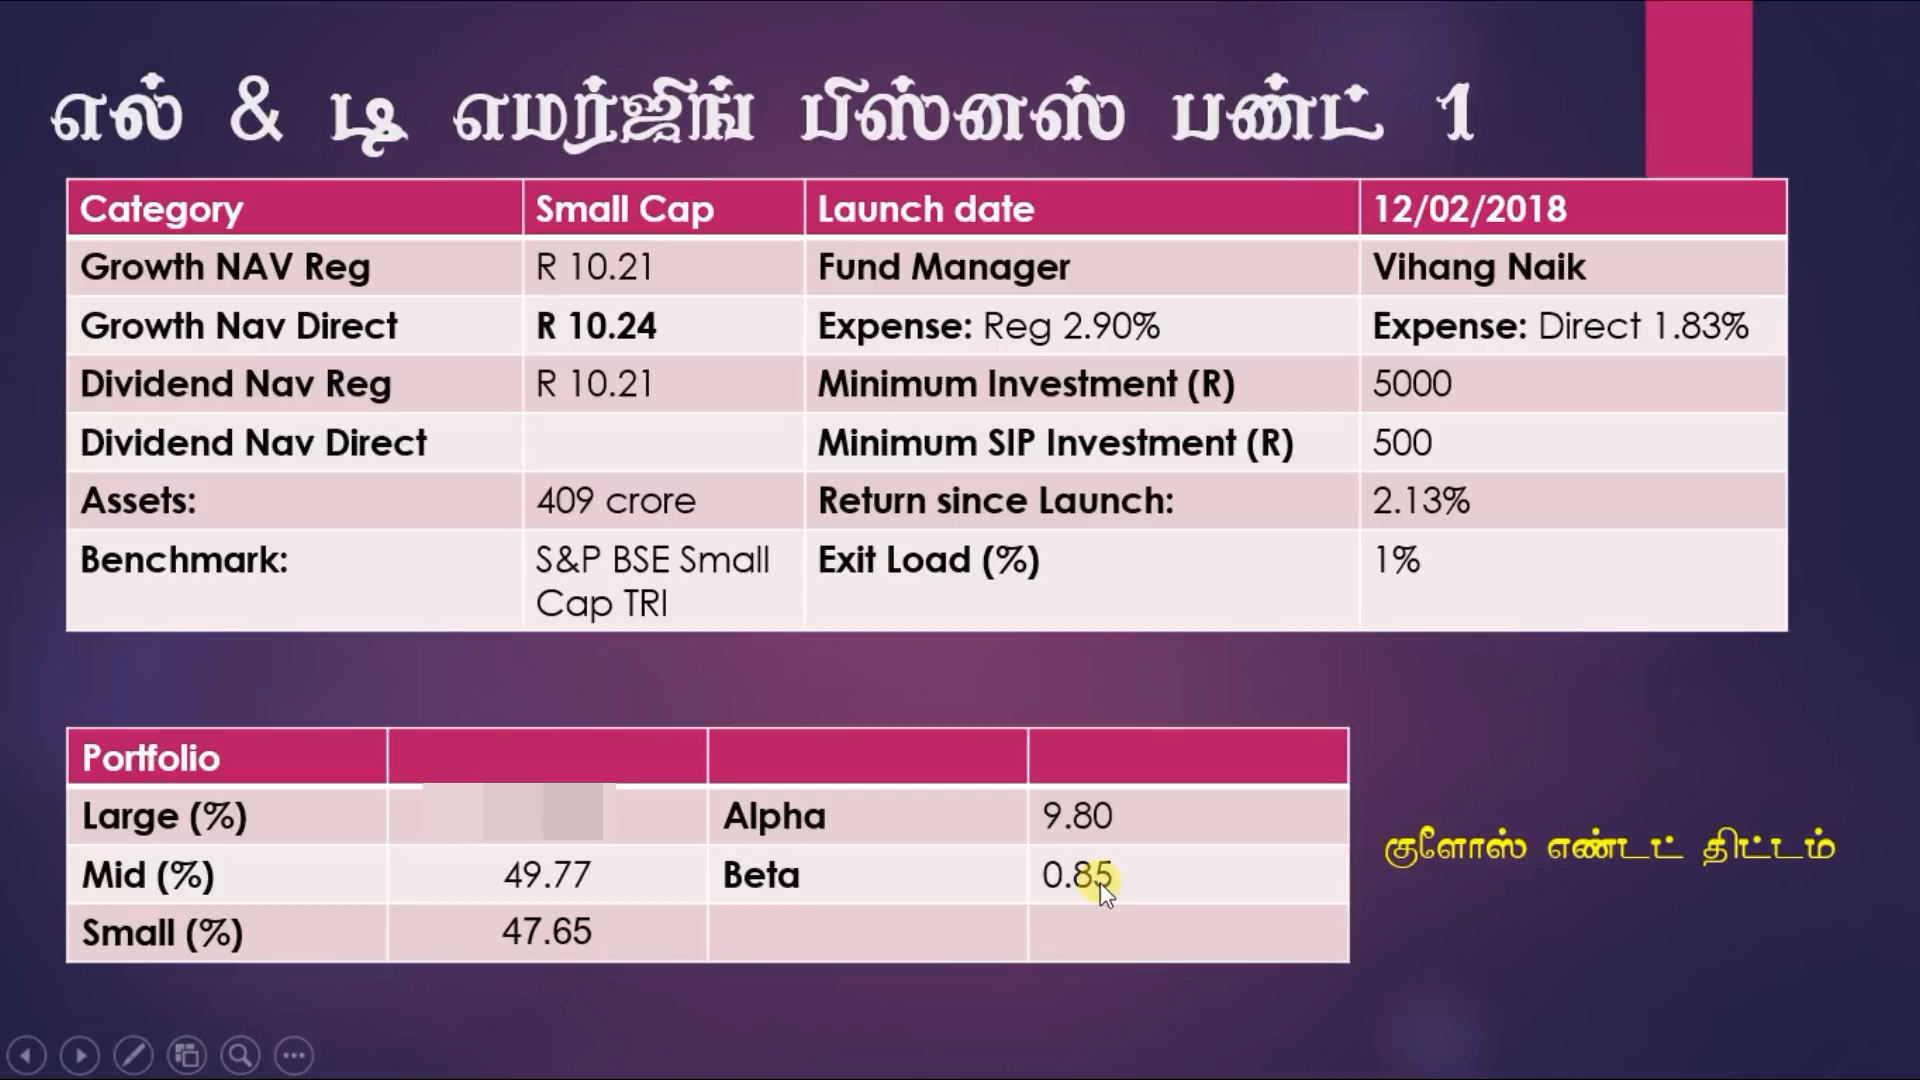 எல் & டி எமர்ஜிங் பிஸ்னஸ் பண்ட் 1
Category Small Cap Launch date 12/02/2018
Growth NAV Reg R 10.21 Fund Manager Vihang Naik
Growth Nav Direct R 10.24 Expense: Reg 2.90% Expense: Direct 1.83%
Dividend Nav Reg R 10.21 Minimum Investment (R) 5000
Dividend Nav Direct Minimum SIP Investment (R) 500
Assets: 409 crore Return since Launch: 2.13%
Benchmark: S&P BSE Small Exit Load (%) 1%
Cap TRI
Portfolio
Large (%) Alpha 9.80
Mid (%) 49.77 Beta 0.85
Small (%) 47.65
குளோஸ் எண்டட் திட்டம்